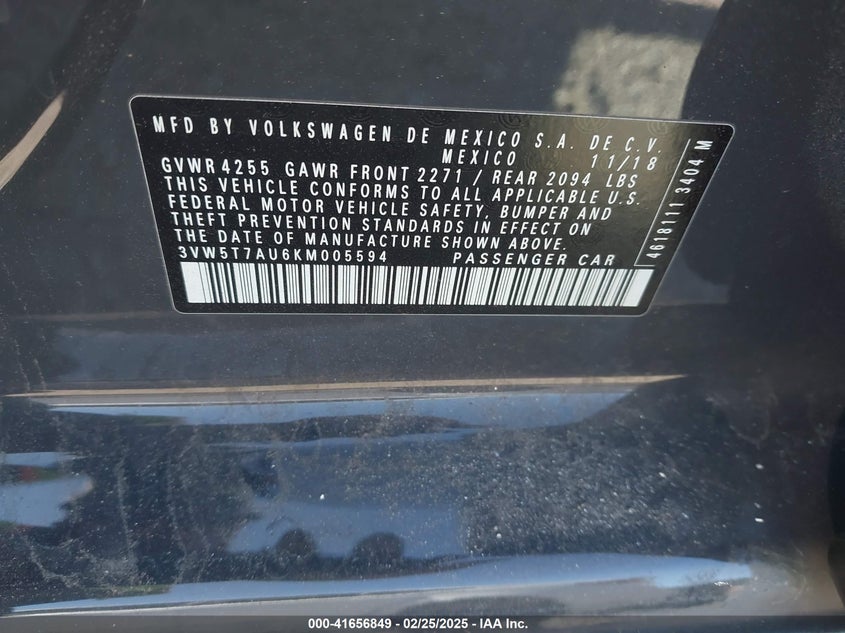 MFD BY VOLKSWAGEN DE MEXICO S.A. DE C.V.
MEXICO 11/18
GVWR 4255 GAWR FRONT 2271 / REAR 2094 LBS
THIS VEHICLE CONFORMS TO ALL APPLICABLE U.S.
FEDERAL MOTOR VEHICLE SAFETY, BUMPER AND
THEFT PREVENTION STANDARDS IN EFFECT ON
THE DATE OF MANUFACTURE SHOWN ABOVE.
3VW5T7AU6KM005594 PASSENGER CAR
4618111 3404 M
000-41656849 - 02/25/2025 - IAA Inc.